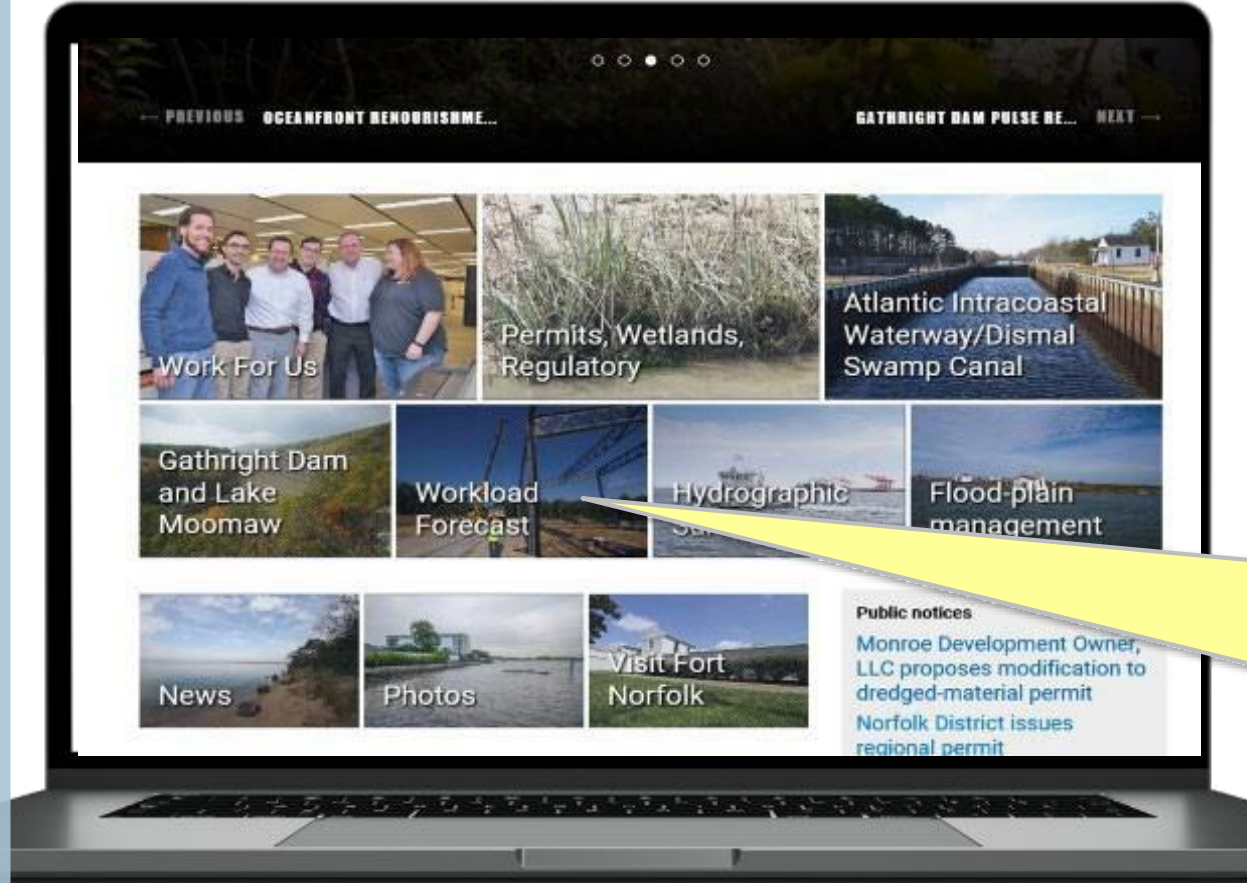 ← PREVIOUS OCEANFRONT RENOURISHME...
GATHRIGHT DAM PULSE RE... NEXT →
Work For Us
Permits, Wetlands,
Regulatory
Atlantic Intracoastal
Waterway/Dismal
Swamp Canal
Gathright Dam
and Lake
Moomaw
Workload
Forecast
Hydrographic
Flood-plain
management
News
Photos
Visit Fort
Norfolk
Public notices
Monroe Development Owner,
LLC proposes modification to
dredged-material permit
Norfolk District issues
regional permit